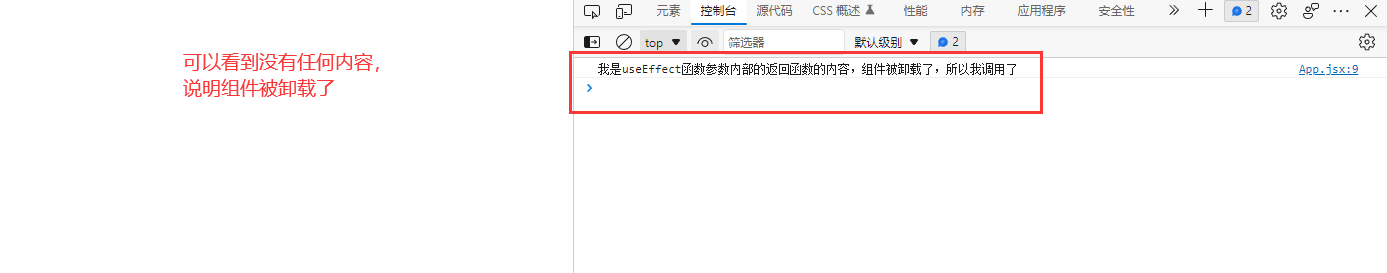 元素 控制台 源代码 CSS 概述 性能 内存 应用程序 安全性 2
top 筛选器 默认级别 2
可以看到没有任何内容，
说明组件被卸载了
我是useEffect函数参数内部的返回函数的内容，组件被卸载了，所以我调用了 App.jsx:9